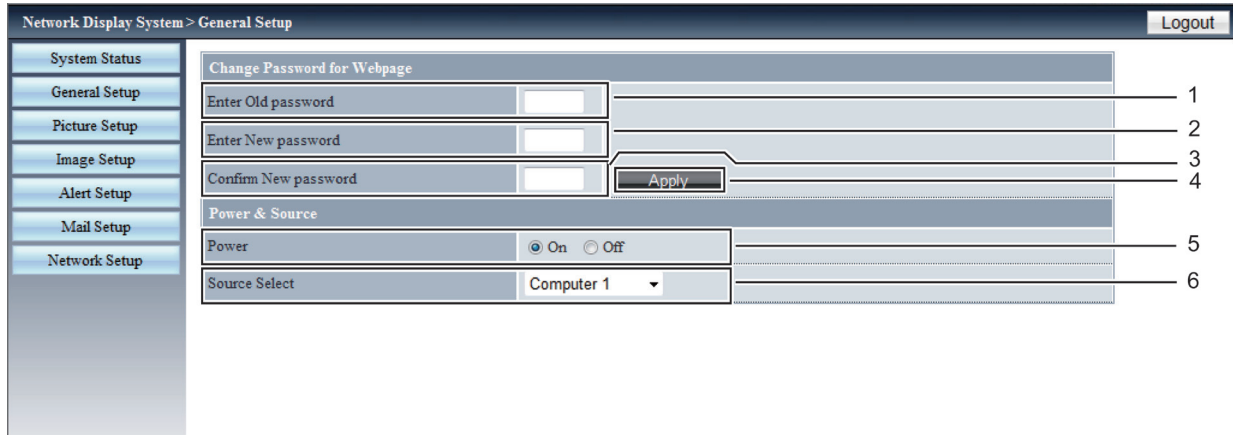 Network Display System > General Setup
Logout
System Status
General Setup
Picture Setup
Image Setup
Alert Setup
Mail Setup
Network Setup
Change Password for Webpage
Enter Old password
1
Enter New password
2
Confirm New password
Apply
3
4
Power & Source
Power
On Off
5
Source Select
Computer 1
6